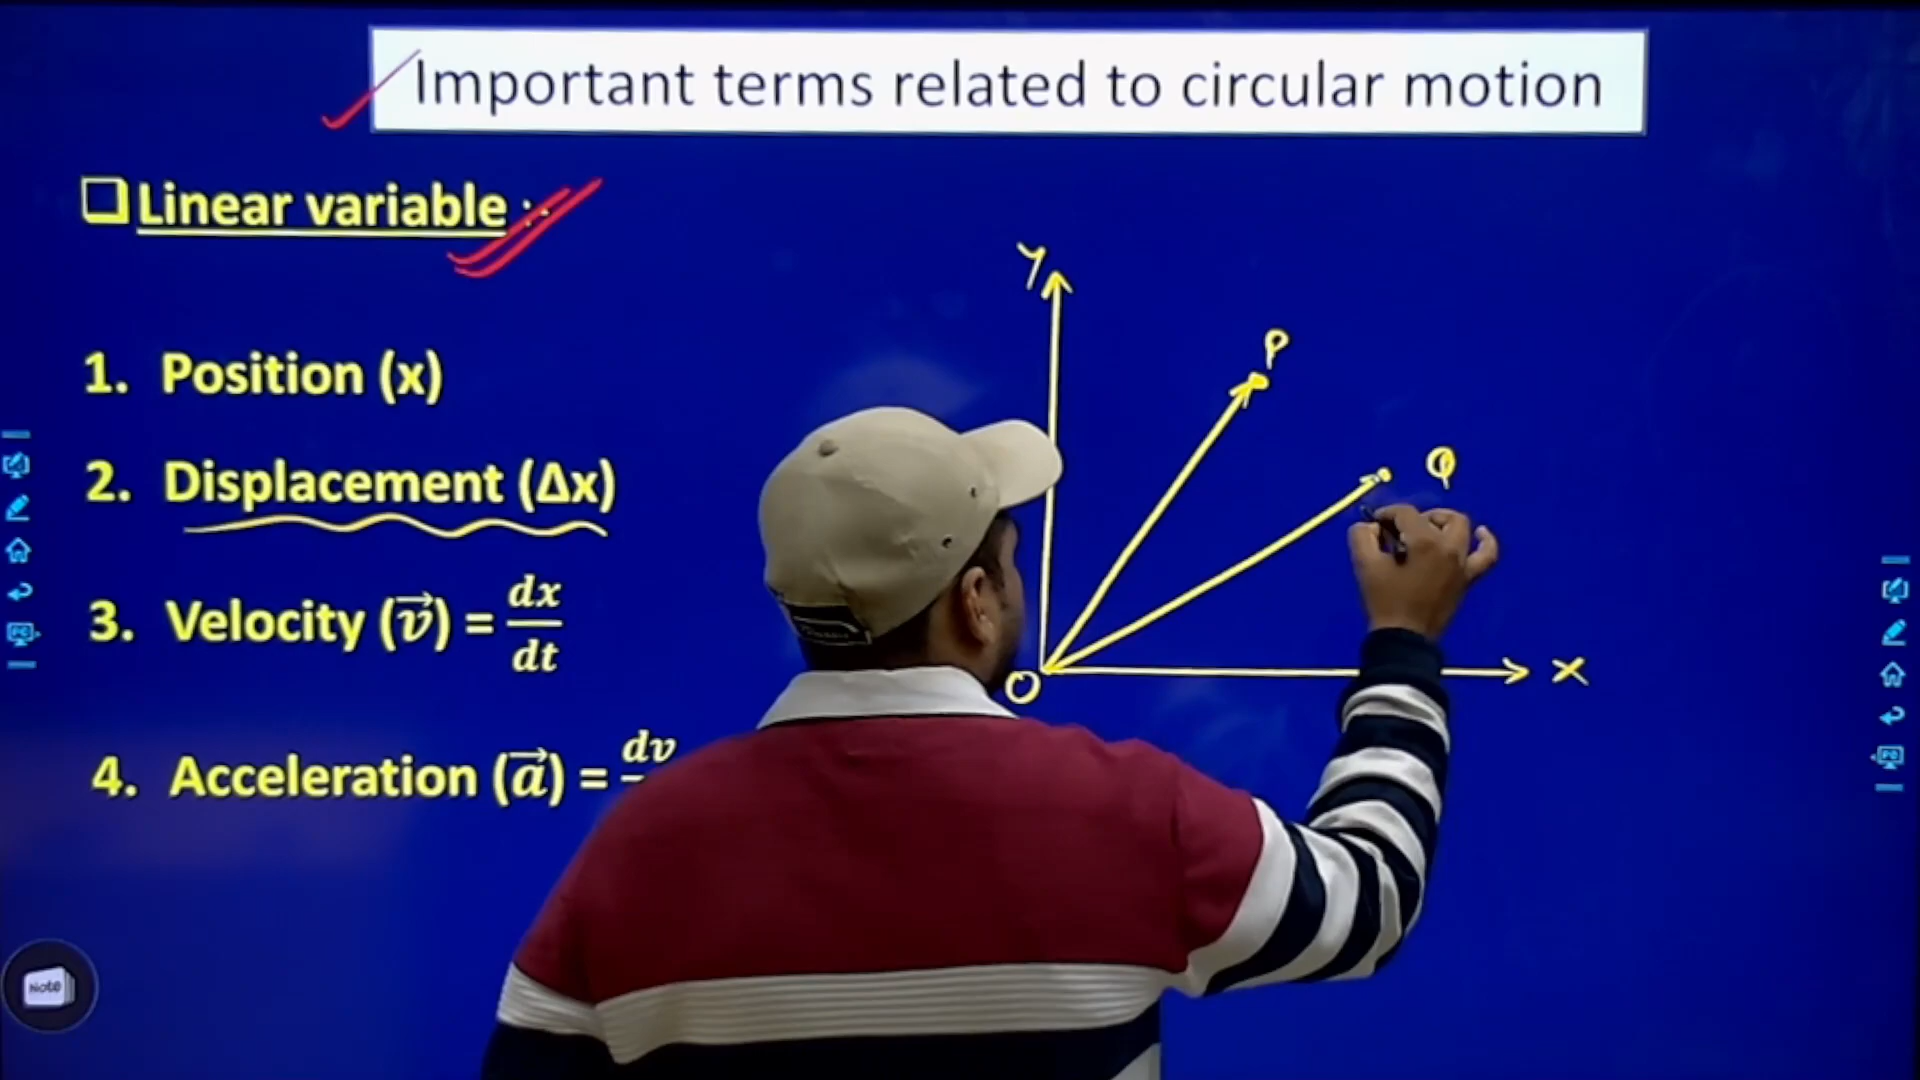 Important terms related to circular motion
Linear variable :-
1. Position (x)
2. Displacement (Δx)
3. Velocity (v⃗) = dx/dt
4. Acceleration (a⃗) = dv
Y
P
Q
O
X
Note